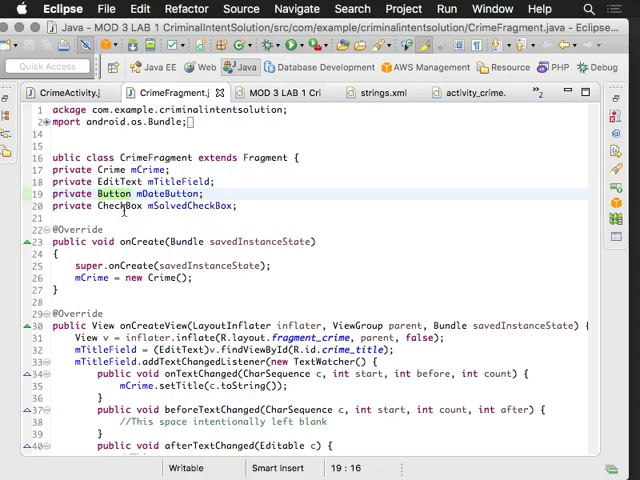 Eclipse File Edit Source Refactor Navigate Search Project Run Window Help
Java - MOD 3 LAB 1 CriminalIntentSolution/src/com/example/criminalintentsolution/CrimeFragment.java - Eclipse
Quick Access Java EE Web Java Database Development AWS Management Resource PHP Debug
CrimeActivity.j CrimeFragment.j MOD 3 LAB 1 Cri strings.xml activity_crime. »2
1 ackage com.example.criminalintentsolution;
2 mport android.os.Bundle;
14
15
16 ublic class CrimeFragment extends Fragment {
17 private Crime mCrime;
18 private EditText mTitleField;
19 private Button mDateButton;
20 private CheckBox mSolvedCheckBox;
21
22 @Override
23 public void onCreate(Bundle savedInstanceState)
24 {
25 super.onCreate(savedInstanceState);
26 mCrime = new Crime();
27 }
28
29 @Override
30 public View onCreateView(LayoutInflater inflater, ViewGroup parent, Bundle savedInstanceState) {
31 View v = inflater.inflate(R.layout.fragment_crime, parent, false);
32 mTitleField = (EditText)v.findViewById(R.id.crime_title);
33 mTitleField.addTextChangedListener(new TextWatcher() {
34 public void onTextChanged(CharSequence c, int start, int before, int count) {
35 mCrime.setTitle(c.toString());
36 }
37 public void beforeTextChanged(CharSequence c, int start, int count, int after) {
38 //This space intentionally left blank
39 }
40 public void afterTextChanged(Editable c) {
Writable Smart Insert 19 : 16